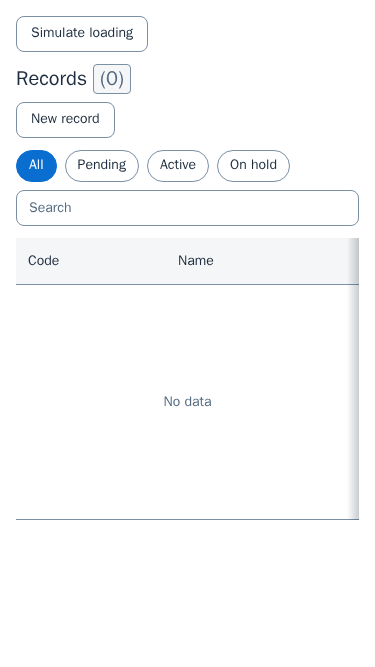 Simulate loading
Records (0)
New record
All Pending Active On hold
Search
Code Name
No data